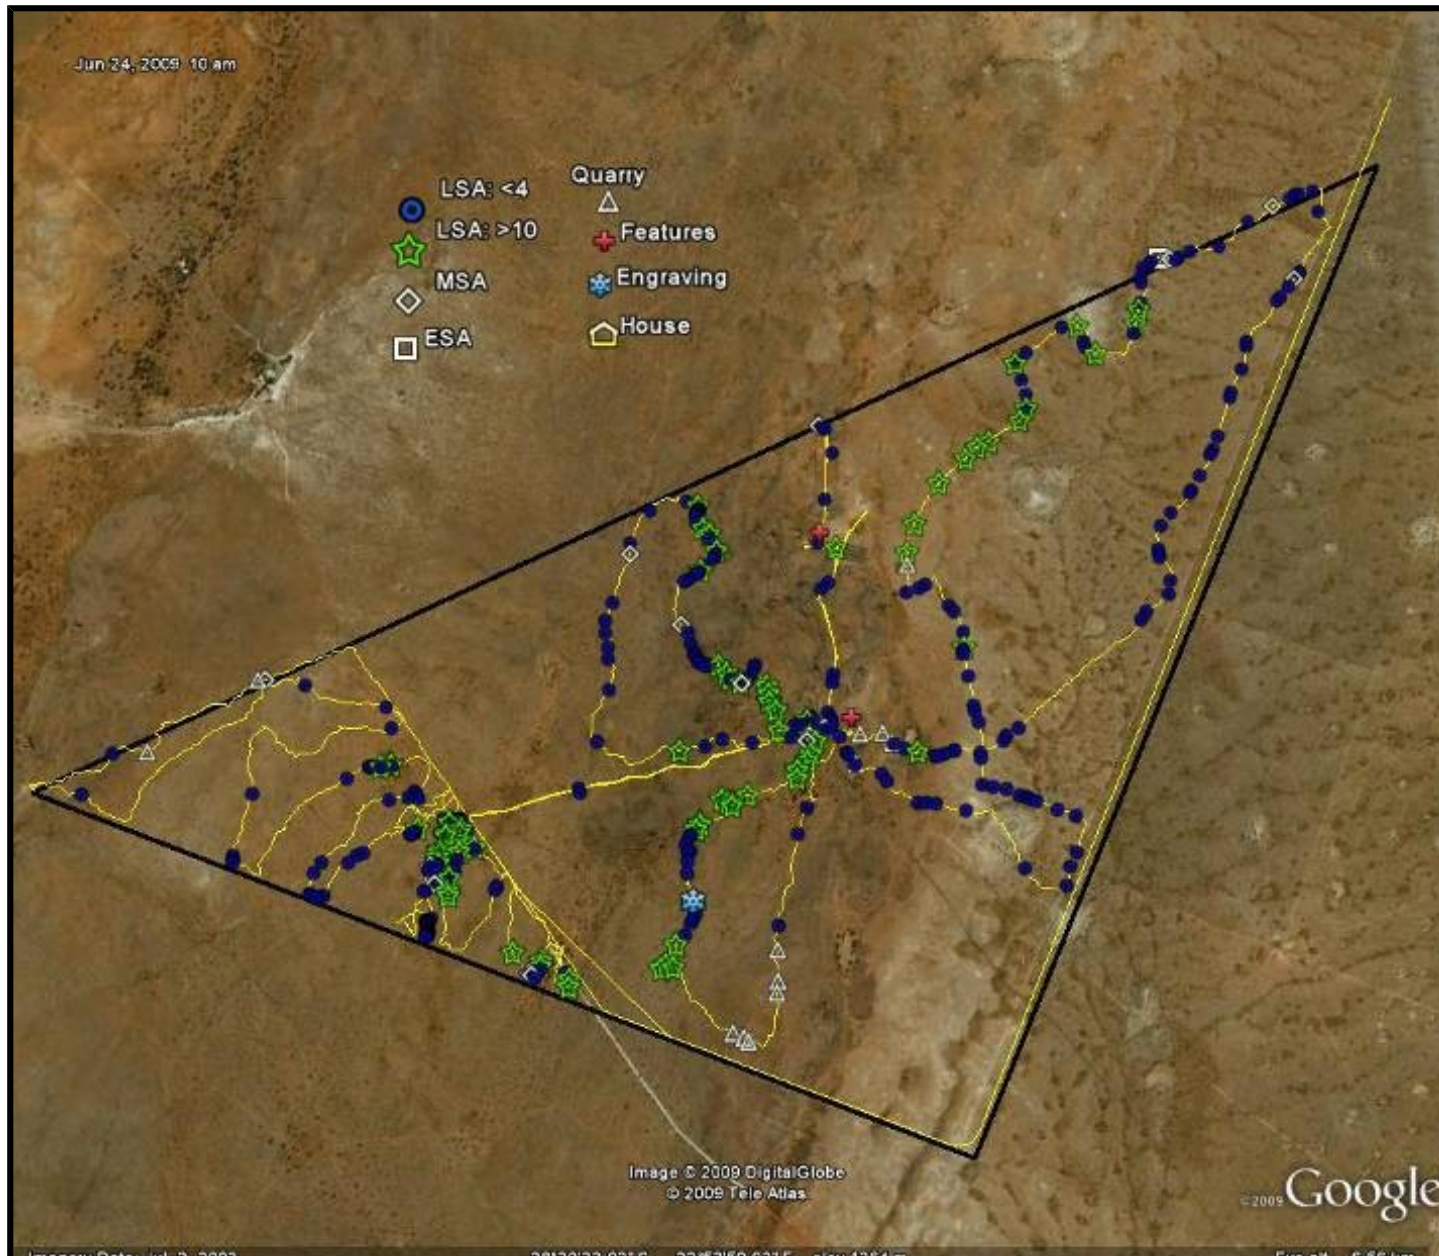 Jun 24, 2009 10 am
LSA: <4
LSA: >10
MSA
ESA
Quarry
Features
Engraving
House
Image © 2009 DigitalGlobe
© 2009 Tele Atlas
©2009 Google